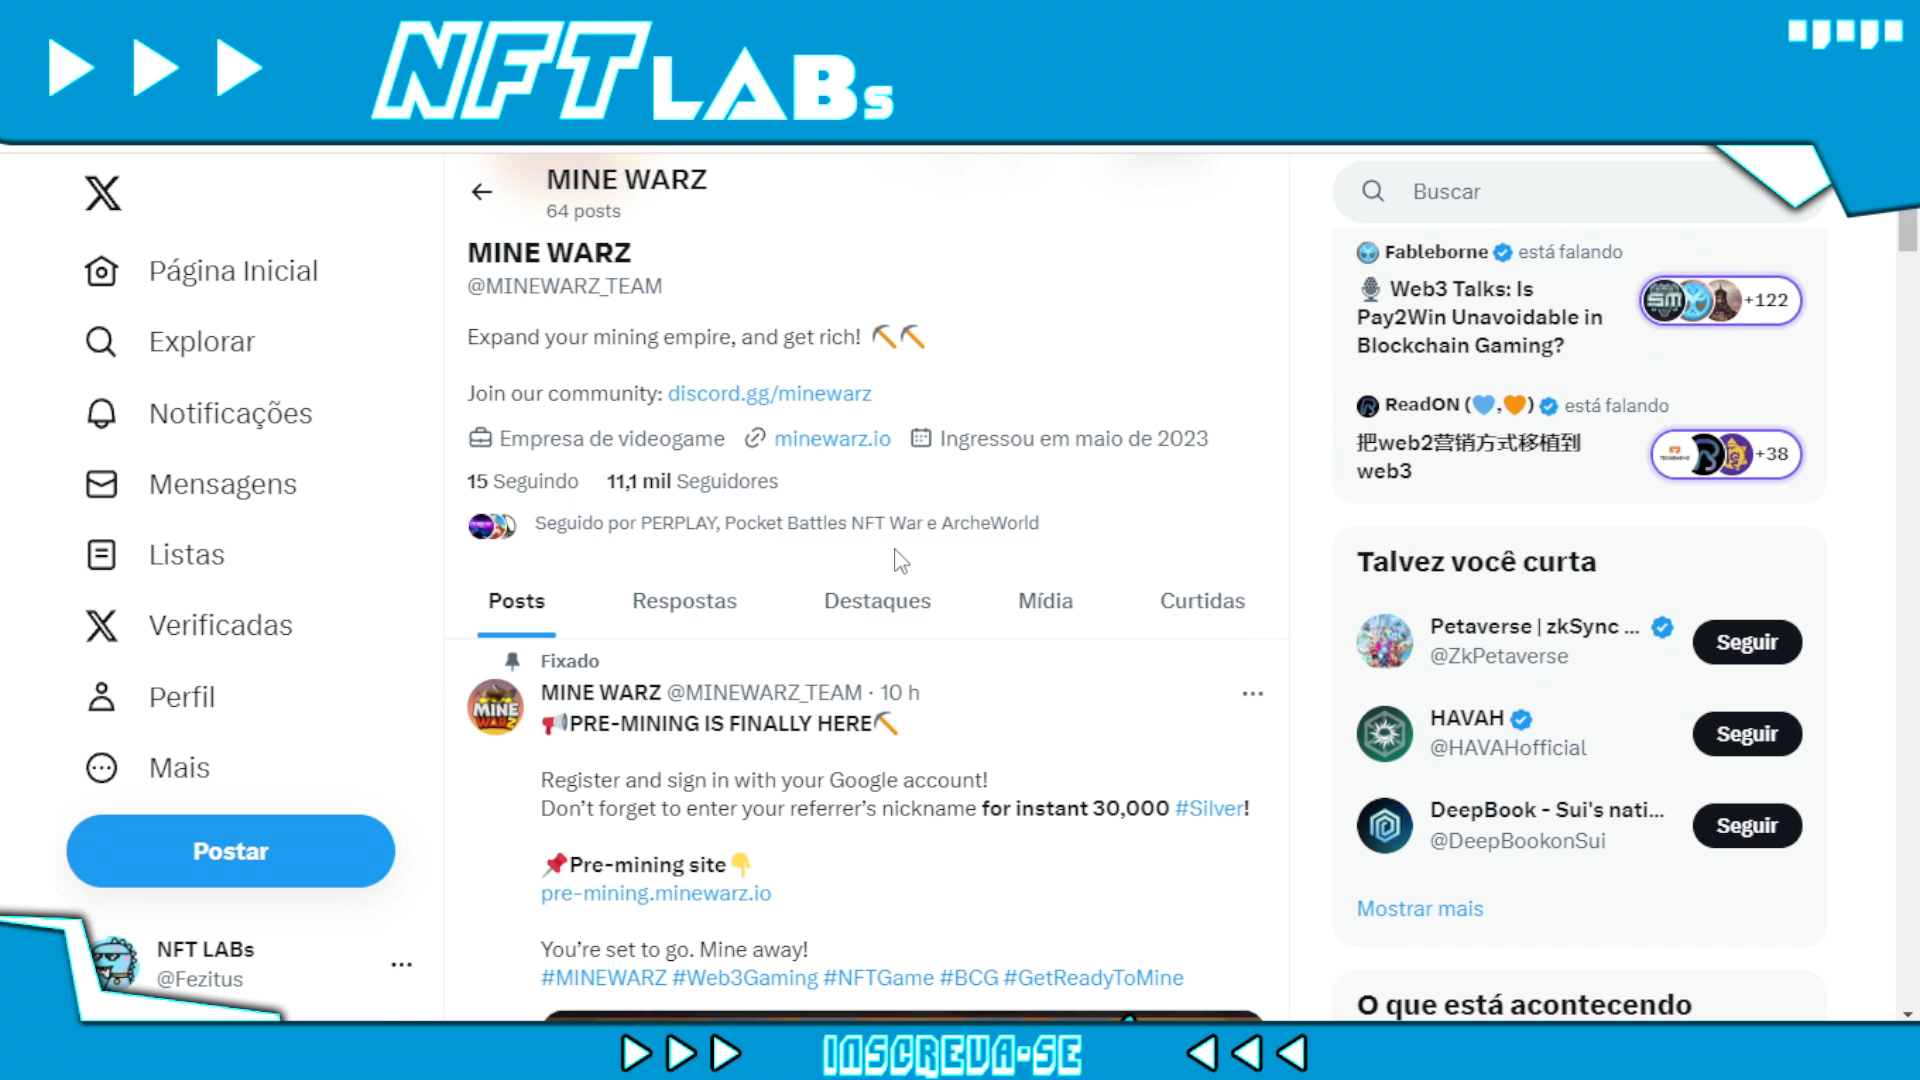 NFT LABs
Página Inicial
Explorar
Notificações
Mensagens
Listas
Verificadas
Perfil
Mais
Postar
NFT LABs
@Fezitus
MINE WARZ
64 posts
MINE WARZ
@MINEWARZ_TEAM
Expand your mining empire, and get rich!
Join our community: discord.gg/minewarz
Empresa de videogame minewarz.io Ingressou em maio de 2023
15 Seguindo 11,1 mil Seguidores
Seguido por PERPLAY, Pocket Battles NFT War e ArcheWorld
Posts Respostas Destaques Mídia Curtidas
Fixado
MINE WARZ @MINEWARZ_TEAM · 10 h
MINE
WARZ
PRE-MINING IS FINALLY HERE
Register and sign in with your Google account!
Don’t forget to enter your referrer’s nickname for instant 30,000 #Silver!
Pre-mining site
pre-mining.minewarz.io
You’re set to go. Mine away!
#MINEWARZ #Web3Gaming #NFTGame #BCG #GetReadyToMine
Buscar
Fableborne está falando
Web3 Talks: Is
Pay2Win Unavoidable in
Blockchain Gaming?
SM
+122
ReadON (🩵,🧡) está falando
把web2营销方式移植到
web3
+38
Talvez você curta
Petaverse | zkSync ...
@ZkPetaverse
Seguir
HAVAH
@HAVAHofficial
Seguir
DeepBook - Sui's nati...
@DeepBookonSui
Seguir
Mostrar mais
O que está acontecendo
INSCREVA-SE